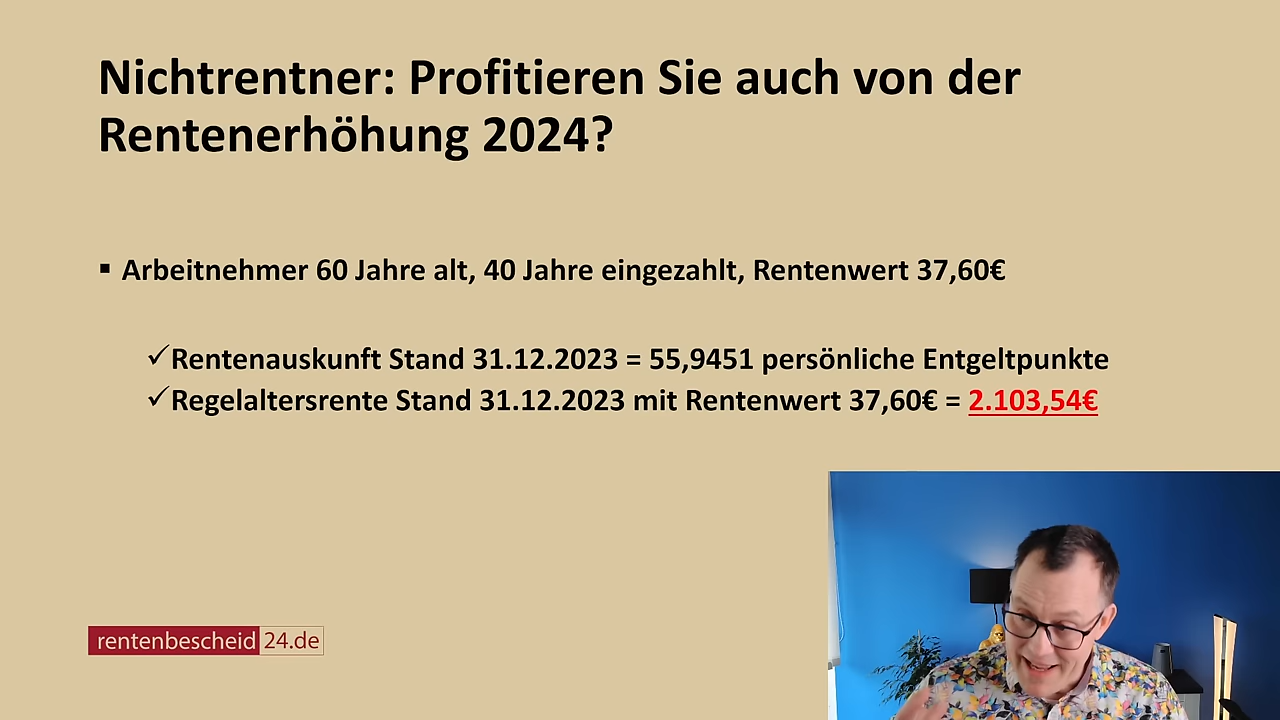 Nichtrentner: Profitieren Sie auch von der
Rentenerhöhung 2024?
▪ Arbeitnehmer 60 Jahre alt, 40 Jahre eingezahlt, Rentenwert 37,60€
✓Rentenauskunft Stand 31.12.2023 = 55,9451 persönliche Entgeltpunkte
✓Regelaltersrente Stand 31.12.2023 mit Rentenwert 37,60€ = 2.103,54€
rentenbescheid 24.de